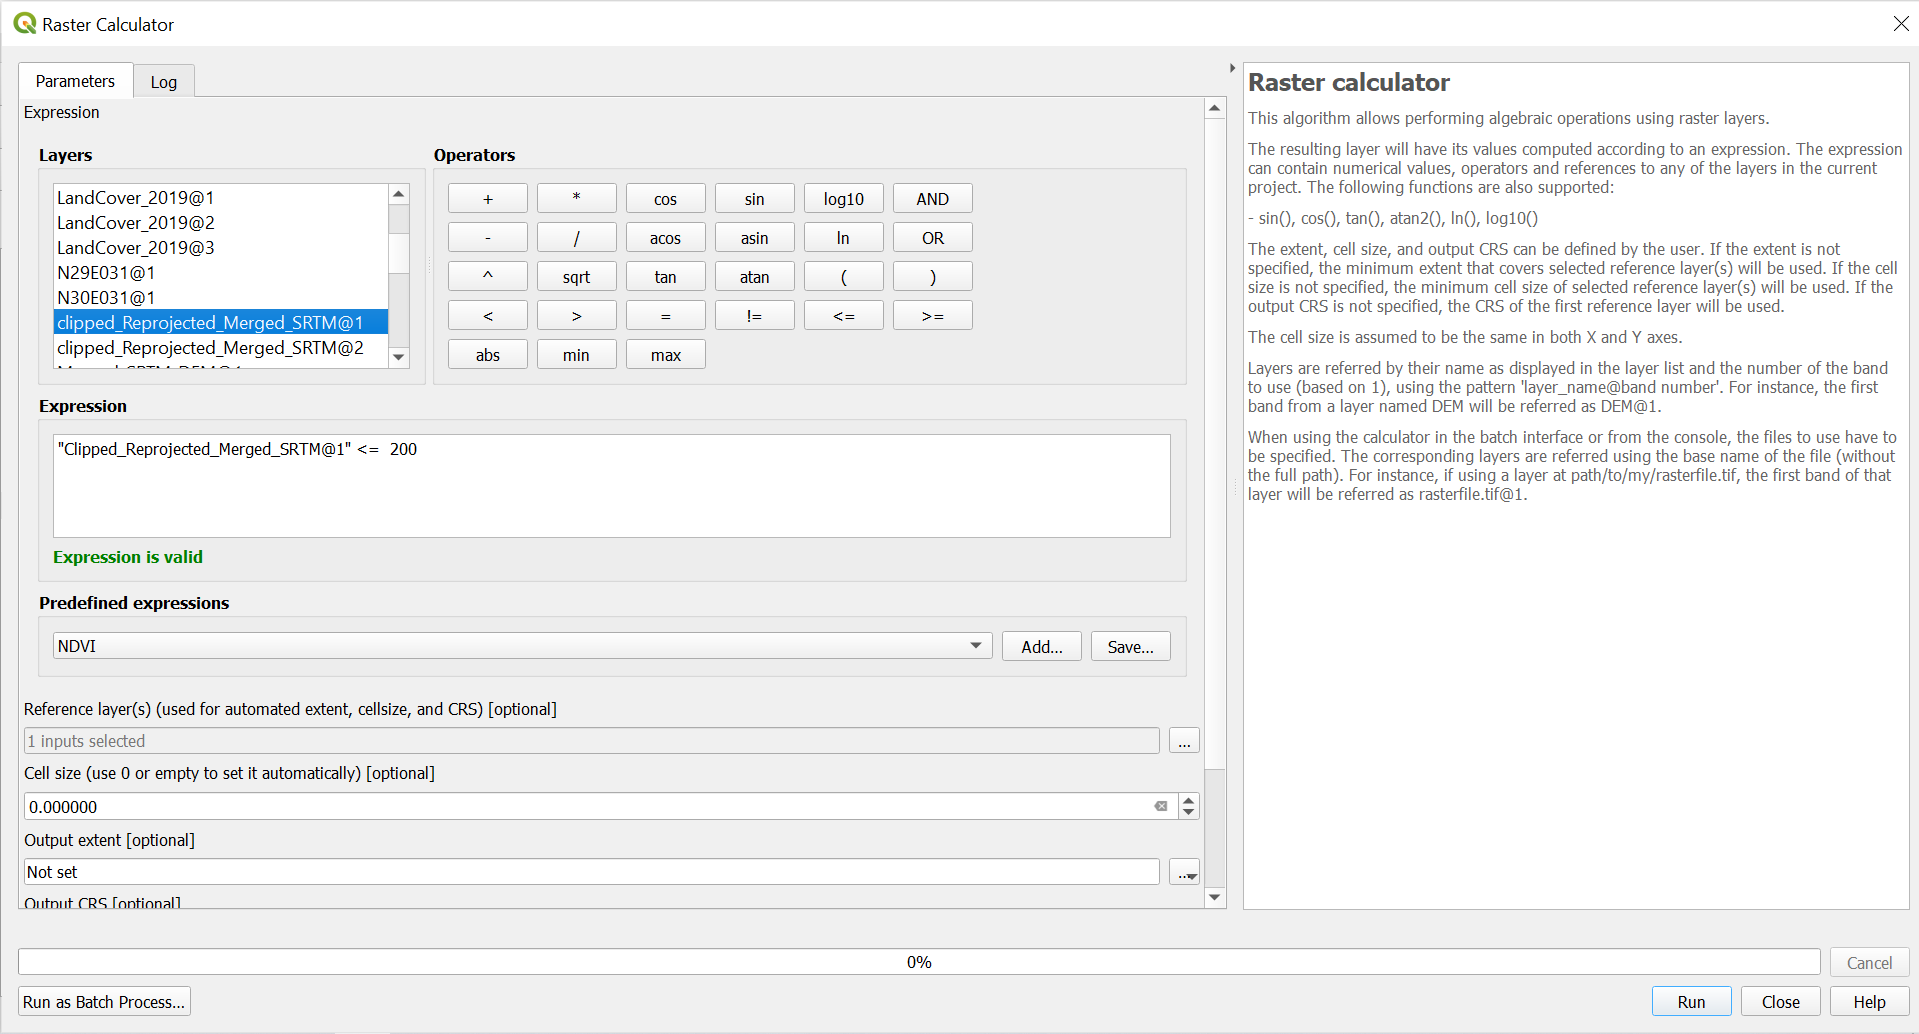 Raster Calculator
Parameters
Log
Expression
Layers
LandCover_2019@1
LandCover_2019@2
LandCover_2019@3
N29E031@1
N30E031@1
clipped_Reprojected_Merged_SRTM@1
clipped_Reprojected_Merged_SRTM@2
Operators
+ * cos sin log10 AND
- / acos asin ln OR
^ sqrt tan atan ( )
< > = != <= >=
abs min max
Expression
"Clipped_Reprojected_Merged_SRTM@1" <=  200
Expression is valid
Predefined expressions
NDVI
Add...
Save...
Reference layer(s) (used for automated extent, cellsize, and CRS) [optional]
1 inputs selected
...
Cell size (use 0 or empty to set it automatically) [optional]
0.000000
Output extent [optional]
Not set
...
Output CRS [optional]
Raster calculator
This algorithm allows performing algebraic operations using raster layers.
The resulting layer will have its values computed according to an expression. The expression
can contain numerical values, operators and references to any of the layers in the current
project. The following functions are also supported:
- sin(), cos(), tan(), atan2(), ln(), log10()
The extent, cell size, and output CRS can be defined by the user. If the extent is not
specified, the minimum extent that covers selected reference layer(s) will be used. If the cell
size is not specified, the minimum cell size of selected reference layer(s) will be used. If the
output CRS is not specified, the CRS of the first reference layer will be used.
The cell size is assumed to be the same in both X and Y axes.
Layers are referred by their name as displayed in the layer list and the number of the band
to use (based on 1), using the pattern 'layer_name@band number'. For instance, the first
band from a layer named DEM will be referred as DEM@1.
When using the calculator in the batch interface or from the console, the files to use have to
be specified. The corresponding layers are referred using the base name of the file (without
the full path). For instance, if using a layer at path/to/my/rasterfile.tif, the first band of that
layer will be referred as rasterfile.tif@1.
0%
Cancel
Run as Batch Process...
Run
Close
Help